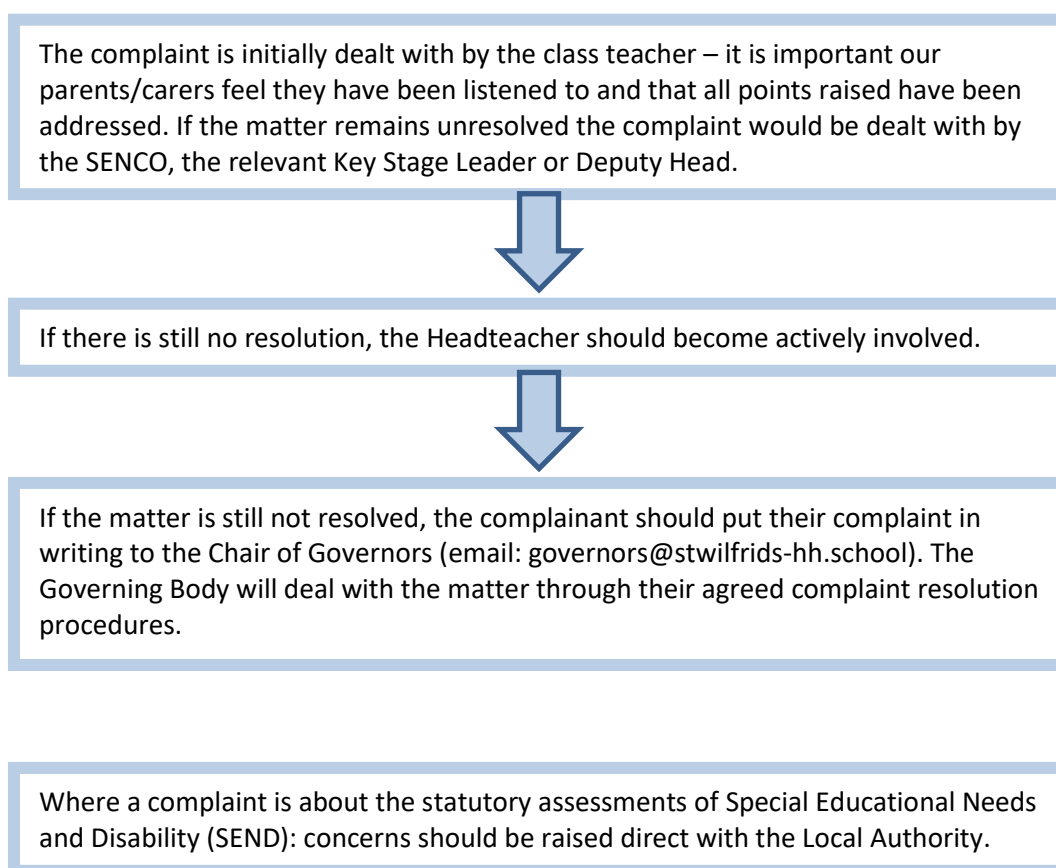 The complaint is initially dealt with by the class teacher – it is important our
parents/carers feel they have been listened to and that all points raised have been
addressed. If the matter remains unresolved the complaint would be dealt with by
the SENCO, the relevant Key Stage Leader or Deputy Head.
If there is still no resolution, the Headteacher should become actively involved.
If the matter is still not resolved, the complainant should put their complaint in
writing to the Chair of Governors (email: governors@stwilfrids-hh.school). The
Governing Body will deal with the matter through their agreed complaint resolution
procedures.
Where a complaint is about the statutory assessments of Special Educational Needs
and Disability (SEND): concerns should be raised direct with the Local Authority.